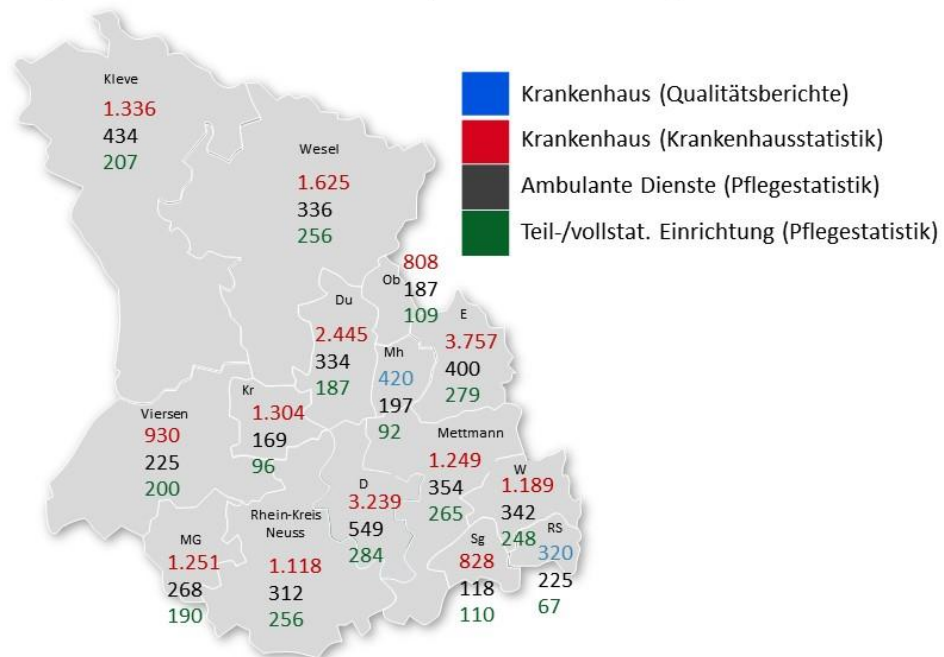 Kleve
1.336
434
207
Wesel
1.625
336
256
Krankenhaus (Qualitätsberichte)
Krankenhaus (Krankenhausstatistik)
Ambulante Dienste (Pflegestatistik)
Teil-/vollstat. Einrichtung (Pflegestatistik)
Ob
808
187
109
Du
2.445
334
187
E
3.757
400
279
Mh
420
197
92
Kr
1.304
169
96
Viersen
930
225
200
Mettmann
1.249
354
265
W
1.189
342
248
D
3.239
549
284
Rhein-Kreis
Neuss
1.118
312
256
MG
1.251
268
190
Sg
828
118
110
RS
320
225
67